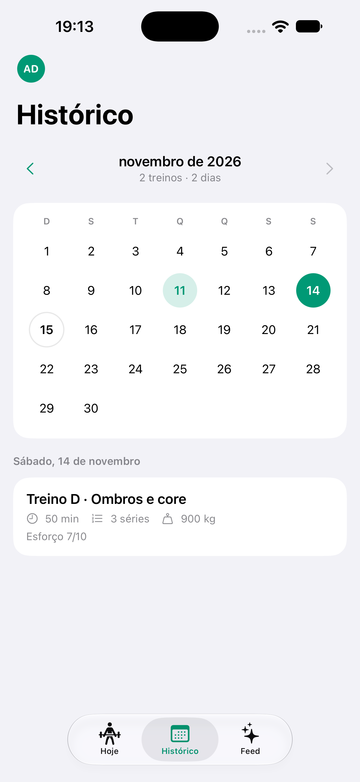 19:13
AD
Histórico
novembro de 2026
2 treinos · 2 dias
D S T Q Q S S
1 2 3 4 5 6 7
8 9 10 11 12 13 14
15 16 17 18 19 20 21
22 23 24 25 26 27 28
29 30
Sábado, 14 de novembro
Treino D · Ombros e core
50 min 3 séries 900 kg
Esforço 7/10
Hoje Histórico Feed